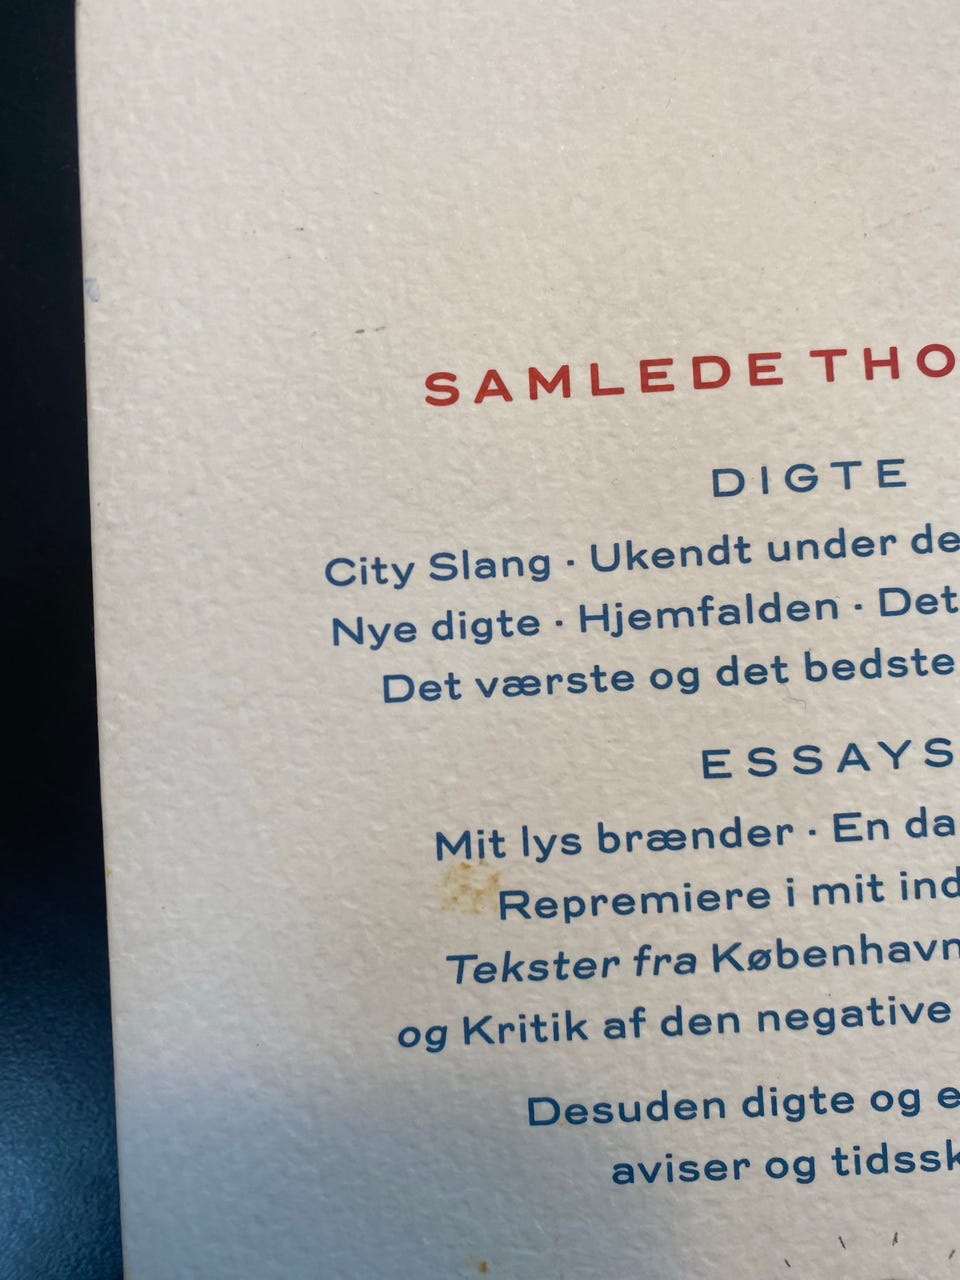 SAMLEDE THO
DIGTE
City Slang · Ukendt under de
Nye digte · Hjemfalden · Det
Det værste og det bedste
ESSAYS
Mit lys brænder · En da
Repremiere i mit ind
Tekster fra København
og Kritik af den negative
Desuden digte og e
aviser og tidssk